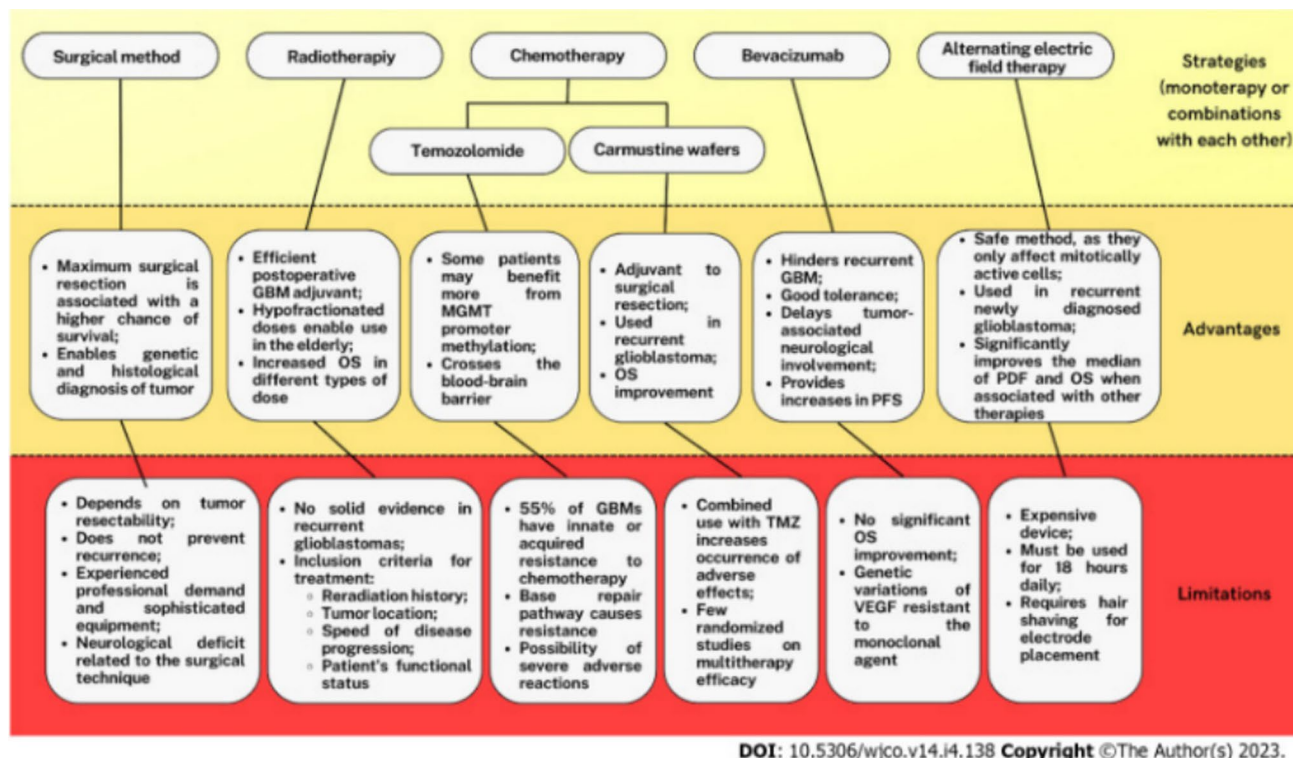 Surgical method
Radiotherapiy
Chemotherapy
Bevacizumab
Alternating electric
field therapy
Strategies
(monoterapy or
combinations
with each other)
Temozolomide
Carmustine wafers
• Maximum surgical
resection is
associated with a
higher chance of
survival;
• Enables genetic
and histological
diagnosis of tumor
• Efficient
postoperative
GBM adjuvant;
• Hypofractionated
doses enable use
in the elderly;
• Increased OS in
different types of
dose
• Some patients
may benefit
more from
MGMT
promoter
methylation;
• Crosses the
blood-brain
barrier
• Adjuvant to
surgical
resection;
• Used in
recurrent
glioblastoma;
• OS
improvement
• Hinders recurrent
GBM;
• Good tolerance;
• Delays tumor-
associated
neurological
involvement;
• Provides
increases in PFS
• Safe method, as they
only affect mitotically
active cells;
• Used in recurrent
newly diagnosed
glioblastoma;
• Significantly
improves the median
of PDF and OS when
associated with other
therapies
Advantages
• Depends on tumor
resectability;
• Does not prevent
recurrence;
• Experienced
professional demand
and sophisticated
equipment;
• Neurological deficit
related to the surgical
technique
• No solid evidence in
recurrent
glioblastomas;
• Inclusion criteria for
treatment:
○ Reradiation history;
○ Tumor location;
○ Speed of disease
progression;
○ Patient's functional
status
• 55% of GBMs
have innate or
acquired
resistance to
chemotherapy
• Base repair
pathway causes
resistance
• Possibility of
severe adverse
reactions
• Combined
use with TMZ
increases
occurrence of
adverse
effects;
• Few
randomized
studies on
multitherapy
efficacy
• No significant
OS
improvement;
• Genetic
variations of
VEGF resistant
to the
monoclonal
agent
• Expensive
device;
• Must be used
for 18 hours
daily;
• Requires hair
shaving for
electrode
placement
Limitations
DOI: 10.5306/wjco.v14.i4.138 Copyright ©The Author(s) 2023.